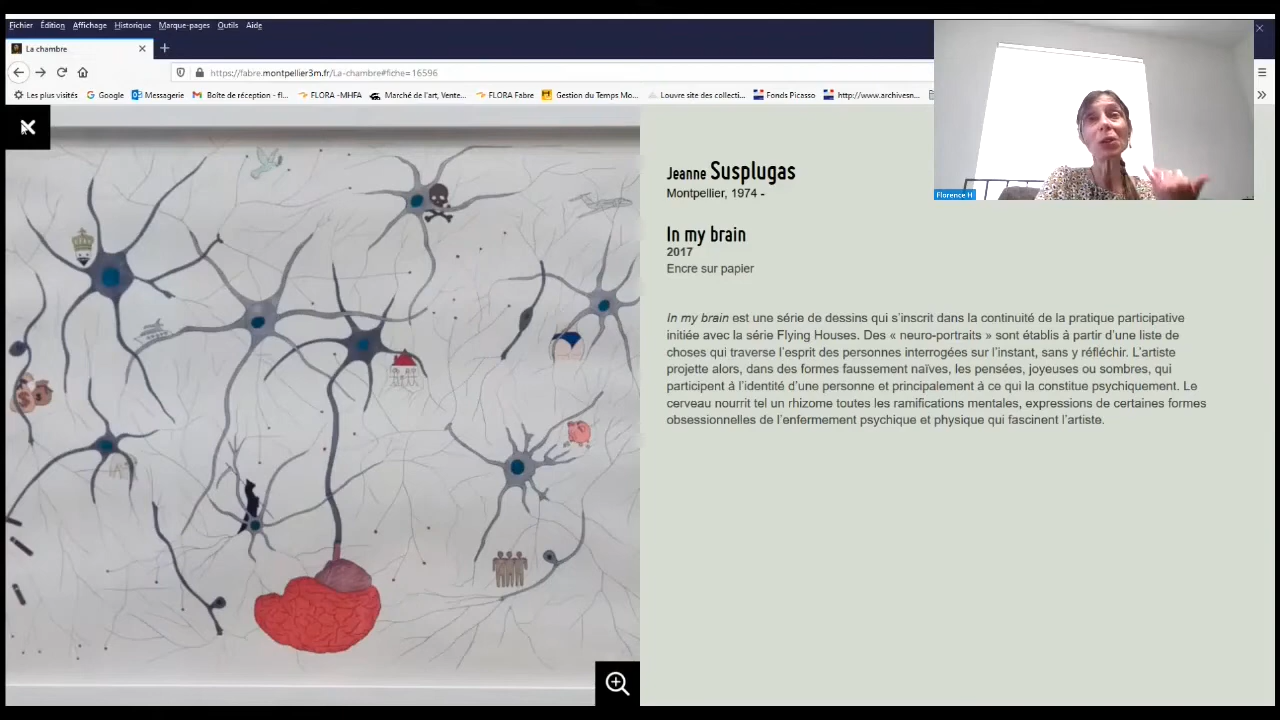 Fichier Édition Affichage Historique Marque-pages Outils Aide
La chambre
https://fabre.montpellier3m.fr/La-chambre#fiche=16596
Les plus visités Google Messagerie Boîte de réception - fl... FLORA -MHFA Marché de l'art, Vente... FLORA Fabre Gestion du Temps Mo... Louvre site des collecti... Fonds Picasso http://www.archivesn...
Florence H
Jeanne Susplugas
Montpellier, 1974 -
In my brain
2017
Encre sur papier
In my brain est une série de dessins qui s'inscrit dans la continuité de la pratique participative
initiée avec la série Flying Houses. Des « neuro-portraits » sont établis à partir d'une liste de
choses qui traverse l'esprit des personnes interrogées sur l'instant, sans y réfléchir. L'artiste
projette alors, dans des formes faussement naïves, les pensées, joyeuses ou sombres, qui
participent à l'identité d'une personne et principalement à ce qui la constitue psychiquement. Le
cerveau nourrit tel un rhizome toutes les ramifications mentales, expressions de certaines formes
obsessionnelles de l'enfermement psychique et physique qui fascinent l'artiste.